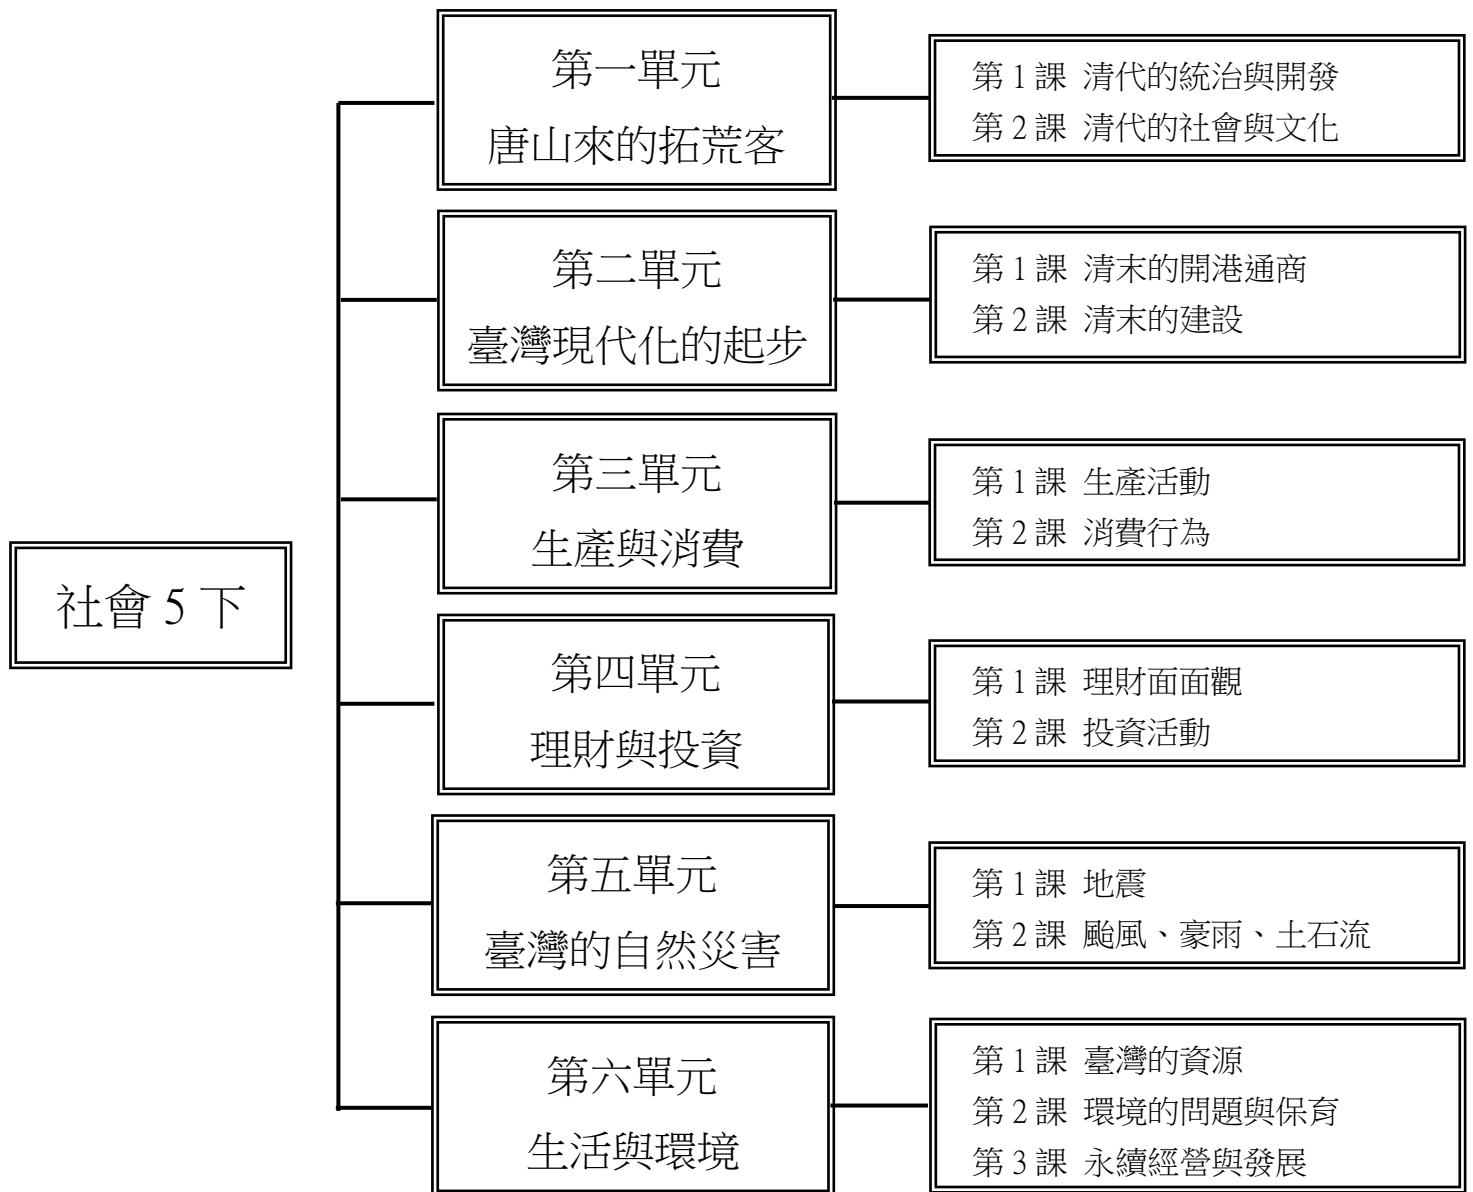 社會 5 下
第一單元
唐山來的拓荒客
第 1 課 清代的統治與開發
第 2 課 清代的社會與文化
第二單元
臺灣現代化的起步
第 1 課 清末的開港通商
第 2 課 清末的建設
第三單元
生產與消費
第 1 課 生產活動
第 2 課 消費行為
第四單元
理財與投資
第 1 課 理財面面觀
第 2 課 投資活動
第五單元
臺灣的自然災害
第 1 課 地震
第 2 課 颱風、豪雨、土石流
第六單元
生活與環境
第 1 課 臺灣的資源
第 2 課 環境的問題與保育
第 3 課 永續經營與發展